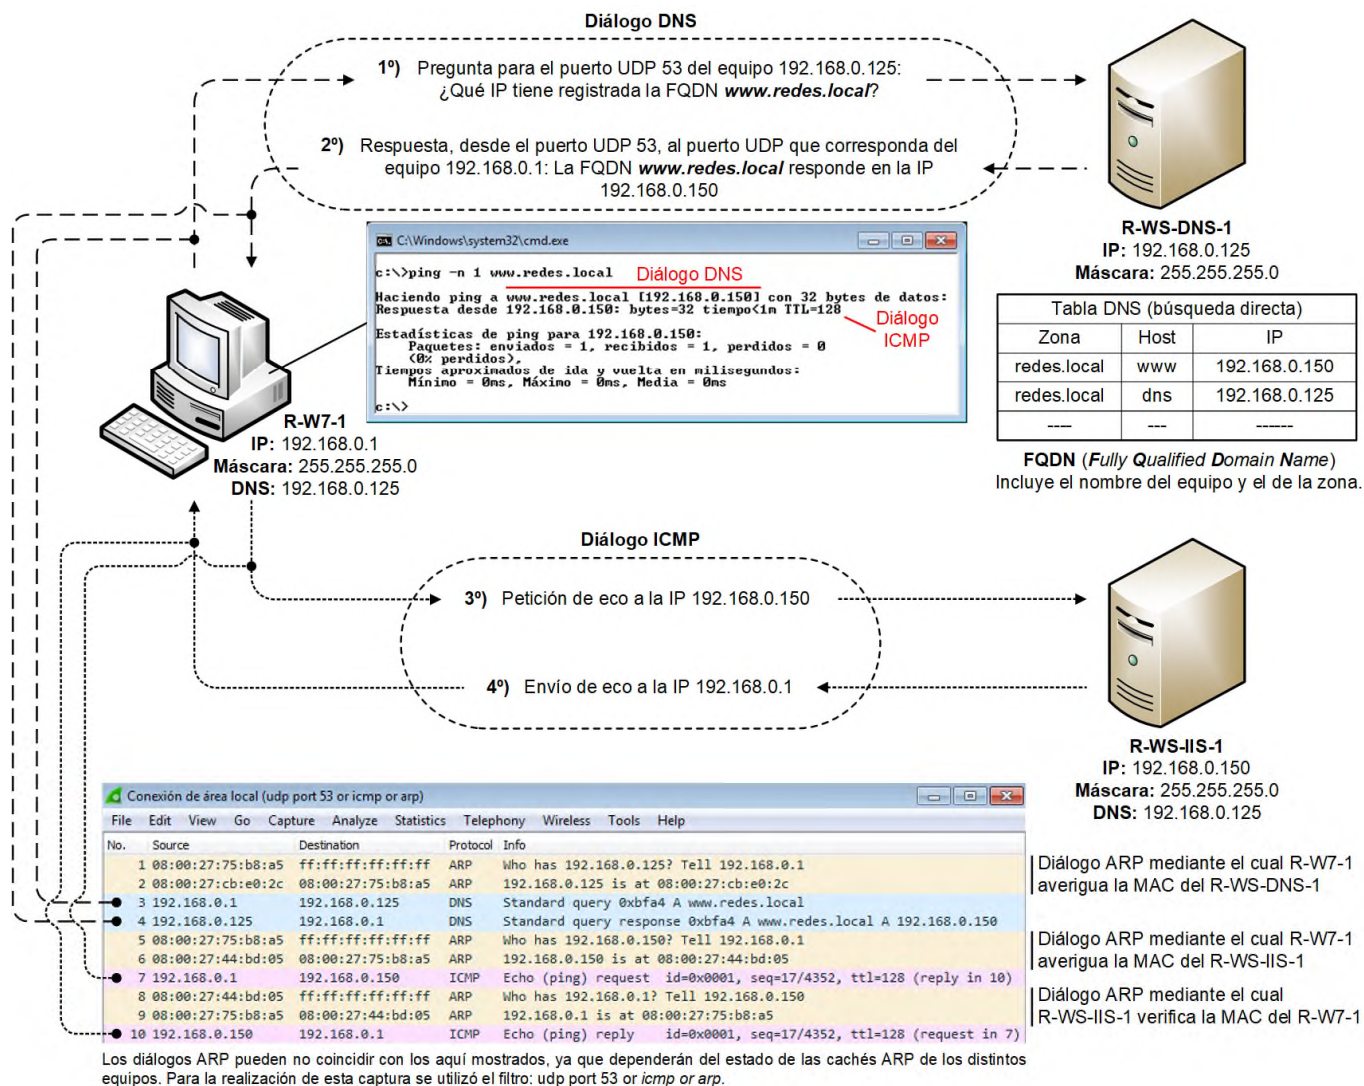 Diálogo DNS
1º) Pregunta para el puerto UDP 53 del equipo 192.168.0.125:
¿Qué IP tiene registrada la FQDN www.redes.local?
2º) Respuesta, desde el puerto UDP 53, al puerto UDP que corresponda del
equipo 192.168.0.1: La FQDN www.redes.local responde en la IP
192.168.0.150
R-WS-DNS-1
IP: 192.168.0.125
Máscara: 255.255.255.0
C:\Windows\system32\cmd.exe
c:\>ping -n 1 www.redes.local
Diálogo DNS
Haciendo ping a www.redes.local [192.168.0.150] con 32 bytes de datos:
Respuesta desde 192.168.0.150: bytes=32 tiempo<1m TTL=128
Diálogo
ICMP
Estadísticas de ping para 192.168.0.150:
Paquetes: enviados = 1, recibidos = 1, perdidos = 0
(0% perdidos),
Tiempos aproximados de ida y vuelta en milisegundos:
Mínimo = 0ms, Máximo = 0ms, Media = 0ms
c:\>
Tabla DNS (búsqueda directa)
Zona Host IP
redes.local www 192.168.0.150
redes.local dns 192.168.0.125
---- --- ------
FQDN (Fully Qualified Domain Name)
Incluye el nombre del equipo y el de la zona.
R-W7-1
IP: 192.168.0.1
Máscara: 255.255.255.0
DNS: 192.168.0.125
Diálogo ICMP
3º) Petición de eco a la IP 192.168.0.150
4º) Envío de eco a la IP 192.168.0.1
R-WS-IIS-1
IP: 192.168.0.150
Máscara: 255.255.255.0
DNS: 192.168.0.125
Conexión de área local (udp port 53 or icmp or arp)
File Edit View Go Capture Analyze Statistics Telephony Wireless Tools Help
No. Source Destination Protocol Info
1 08:00:27:75:b8:a5 ff:ff:ff:ff:ff:ff ARP Who has 192.168.0.125? Tell 192.168.0.1
2 08:00:27:cb:e0:2c 08:00:27:75:b8:a5 ARP 192.168.0.125 is at 08:00:27:cb:e0:2c
3 192.168.0.1 192.168.0.125 DNS Standard query 0xbfa4 A www.redes.local
4 192.168.0.125 192.168.0.1 DNS Standard query response 0xbfa4 A www.redes.local A 192.168.0.150
5 08:00:27:75:b8:a5 ff:ff:ff:ff:ff:ff ARP Who has 192.168.0.150? Tell 192.168.0.1
6 08:00:27:44:bd:05 08:00:27:75:b8:a5 ARP 192.168.0.150 is at 08:00:27:44:bd:05
7 192.168.0.1 192.168.0.150 ICMP Echo (ping) request id=0x0001, seq=17/4352, ttl=128 (reply in 10)
8 08:00:27:44:bd:05 ff:ff:ff:ff:ff:ff ARP Who has 192.168.0.1? Tell 192.168.0.150
9 08:00:27:75:b8:a5 08:00:27:44:bd:05 ARP 192.168.0.1 is at 08:00:27:75:b8:a5
10 192.168.0.150 192.168.0.1 ICMP Echo (ping) reply id=0x0001, seq=17/4352, ttl=128 (request in 7)
Diálogo ARP mediante el cual R-W7-1
averigua la MAC del R-WS-DNS-1
Diálogo ARP mediante el cual R-W7-1
averigua la MAC del R-WS-IIS-1
Diálogo ARP mediante el cual
R-WS-IIS-1 verifica la MAC del R-W7-1
Los diálogos ARP pueden no coincidir con los aquí mostrados, ya que dependerán del estado de las cachés ARP de los distintos
equipos. Para la realización de esta captura se utilizó el filtro: udp port 53 or icmp or arp.